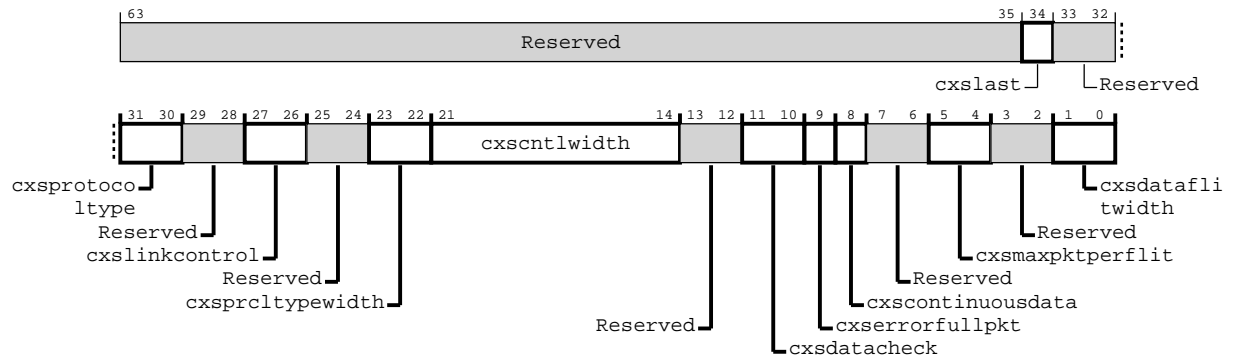 63 35 34 33 32
Reserved
cxslast Reserved
31 30 29 28 27 26 25 24 23 22 21 14 13 12 11 10 9 8 7 6 5 4 3 2 1 0
cxscntlwidth
cxsprotoco
ltype
cxsdatafli
twidth
Reserved Reserved
cxslinkcontrol cxsmaxpktperflit
Reserved Reserved
cxsprcltypewidth cxscontinuousdata
Reserved cxserrorfullpkt
cxsdatacheck